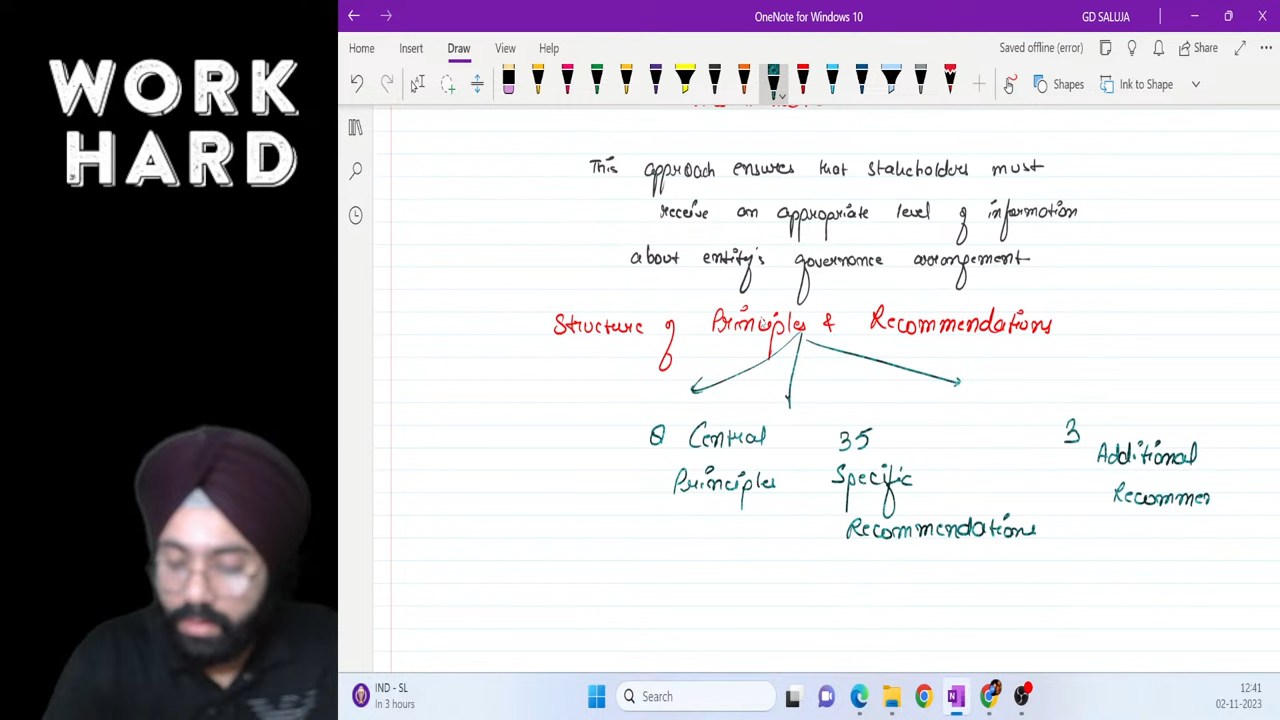 WORK
HARD
OneNote for Windows 10
GD SALUJA
Home Insert Draw View Help
Saved offline (error)
Share
Shapes
Ink to Shape
This approach ensures that stakeholders must
receive an appropriate level of information
about entity's governance arrangement
Structure of Principles & Recommendations
8 Central
Principles
35
Specific
Recommendations
3
Additional
Recommen
IND - SL
In 3 hours
Search
12:41
02-11-2023